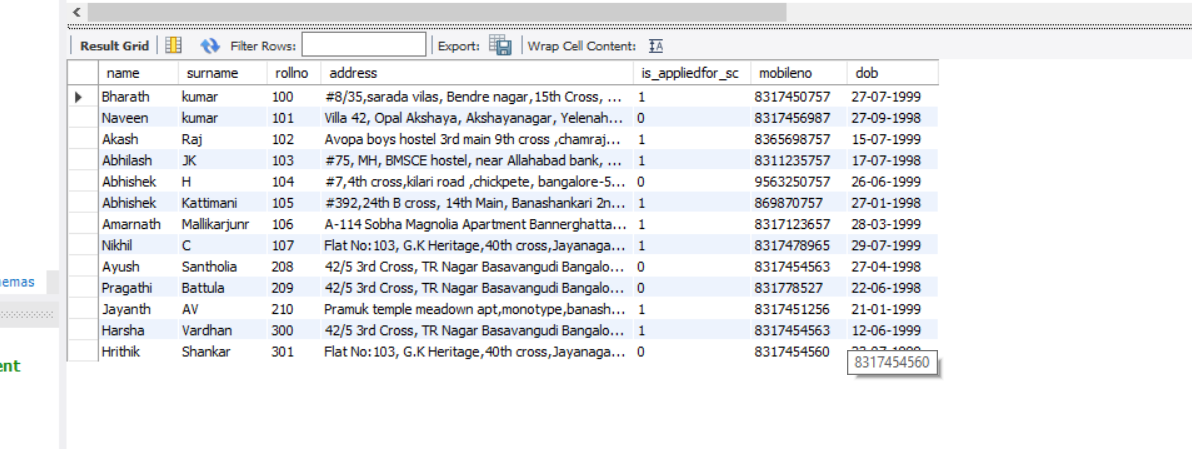 Result Grid Filter Rows: Export: Wrap Cell Content: IA
name surname rollno address is_appliedfor_sc mobileno dob
Bharath kumar 100 #8/35,sarada vilas, Bendre nagar,15th Cross, ... 1 8317450757 27-07-1999
Naveen kumar 101 Villa 42, Opal Akshaya, Akshayanagar, Yelenah... 0 8317456987 27-09-1998
Akash Raj 102 Avopa boys hostel 3rd main 9th cross ,chamraj... 1 8365698757 15-07-1999
Abhilash JK 103 #75, MH, BMSCE hostel, near Allahabad bank, ... 1 8311235757 17-07-1998
Abhishek H 104 #7,4th cross,kilari road ,chickpete, bangalore-5... 0 9563250757 26-06-1999
Abhishek Kattimani 105 #392,24th B cross, 14th Main, Banashankari 2n... 1 869870757 27-01-1998
Amarnath Mallikarjunr 106 A-114 Sobha Magnolia Apartment Bannerghatta... 1 8317123657 28-03-1999
Nikhil C 107 Flat No:103, G.K Heritage,40th cross,Jayanaga... 1 8317478965 29-07-1999
Ayush Santholia 208 42/5 3rd Cross, TR Nagar Basavangudi Bangalo... 0 8317454563 27-04-1998
emas
Pragathi Battula 209 42/5 3rd Cross, TR Nagar Basavangudi Bangalo... 0 831778527 22-06-1998
Jayanth AV 210 Pramuk temple meadown apt,monotype,banash... 1 8317451256 21-01-1999
Harsha Vardhan 300 42/5 3rd Cross, TR Nagar Basavangudi Bangalo... 1 8317454563 12-06-1999
Hrithik Shankar 301 Flat No:103, G.K Heritage,40th cross,Jayanaga... 0 8317454560
8317454560
ent